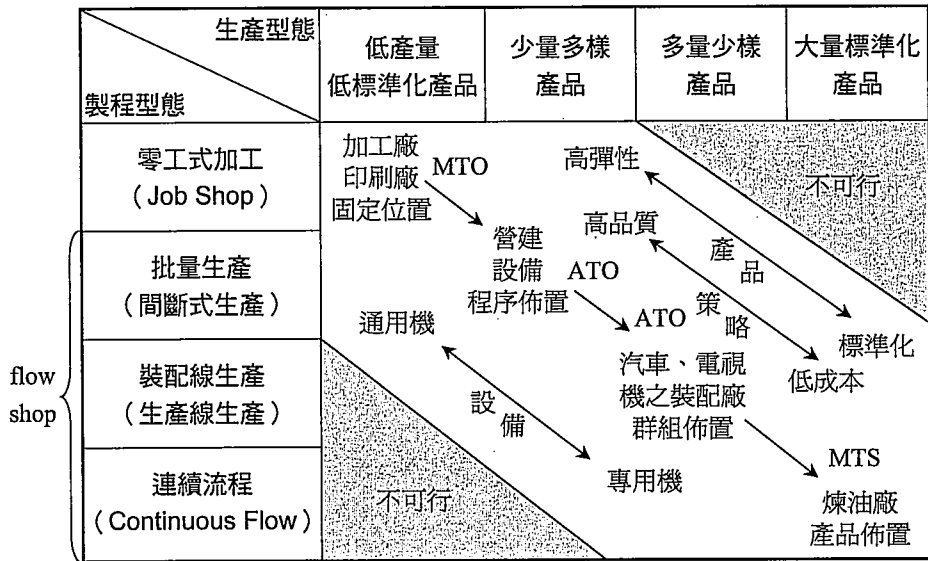 生產型態
製程型態
低產量
低標準化產品
少量多樣
產品
多量少樣
產品
大量標準化
產品
零工式加工
(Job Shop)
加工廠
印刷廠
固定位置
MTO
高彈性
不可行
flow
shop
批量生產
(間斷式生產)
營建
設備
程序佈置
ATO
高品質
產品
策略
通用機
ATO
標準化
低成本
裝配線生產
(生產線生產)
設備
汽車、電視
機之裝配廠
群組佈置
連續流程
(Continuous Flow)
不可行
專用機
MTS
煉油廠
產品佈置